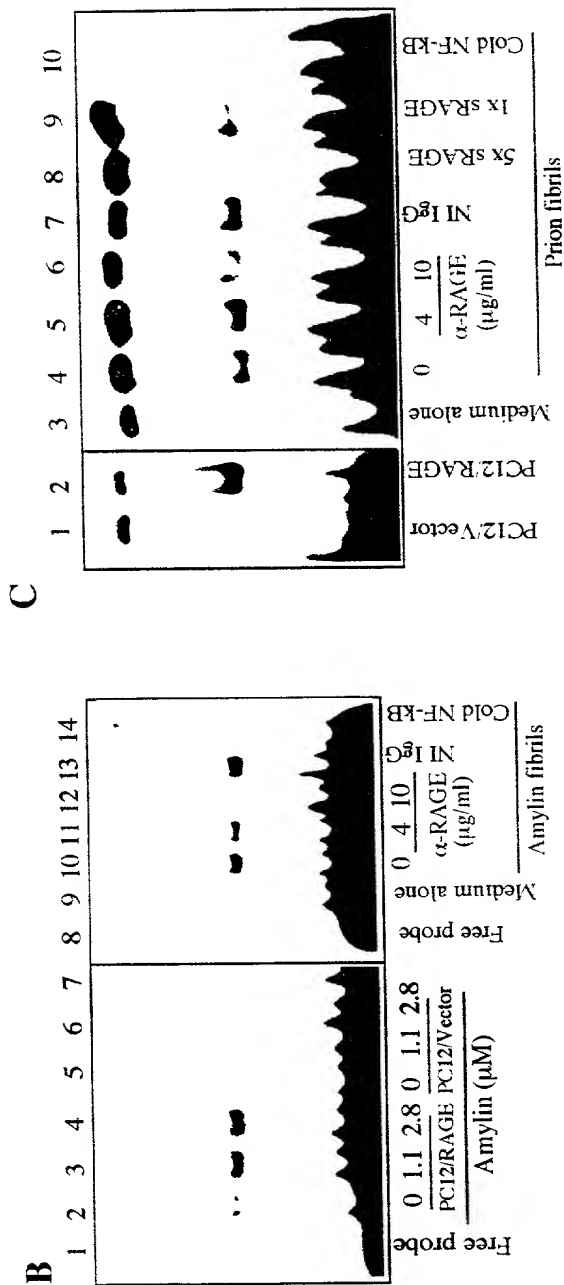 B
1 2 3 4 5 6 7 8 9 10 11 12 13 14
Free probe
0 1.1 2.8 0 1.1 2.8
PC12/RAGE PC12/Vector
Amylin (μM)
Free probe
Medium alone
0 4 10
α-RAGE
(μg/ml)
NI IgG
Cold NF-kB
Amylin fibrils
C
1 2 3 4 5 6 7 8 9 10
PC12/Vector
PC12/RAGE
Medium alone
0 4 10
α-RAGE
(μg/ml)
NI IgG
5x sRAGE
1x sRAGE
Cold NF-kB
Prion fibrils